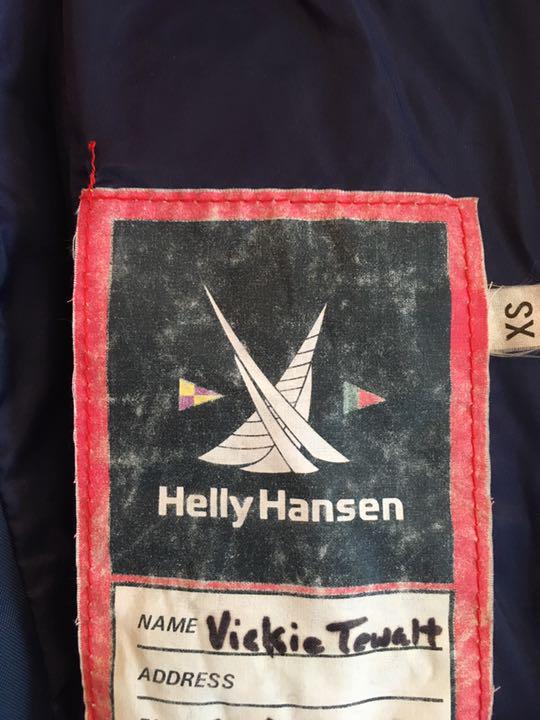 XS
Helly Hansen
NAME Vickie Tewalt
ADDRESS